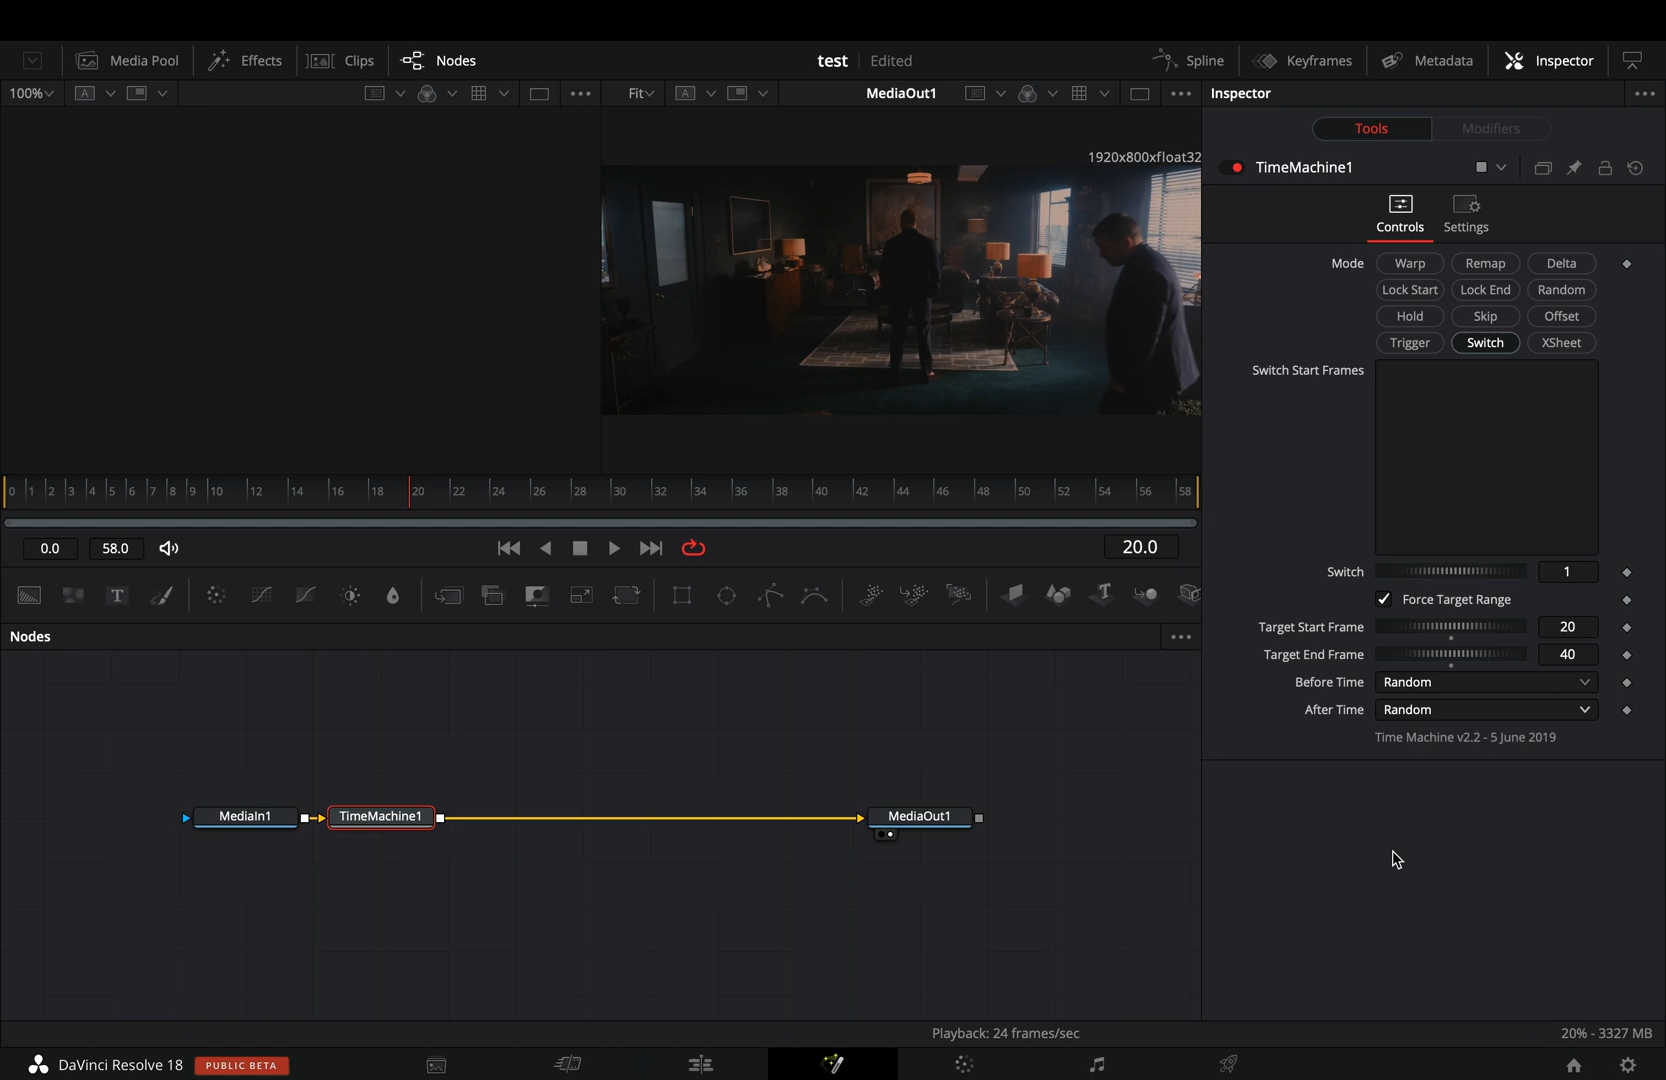 Media Pool Effects Clips Nodes test Edited Spline Keyframes Metadata Inspector
100% A Fit A MediaOut1 Inspector
Tools Modifiers
1920x800xfloat32
TimeMachine1
Controls Settings
Mode Warp Remap Delta
Lock Start Lock End Random
Hold Skip Offset
Trigger Switch XSheet
Switch Start Frames
0 1 2 3 4 5 6 7 8 9 10 12 14 16 18 20 22 24 26 28 30 32 34 36 38 40 42 44 46 48 50 52 54 56 58
0.0 58.0 20.0
Switch 1
Force Target Range
Target Start Frame 20
Target End Frame 40
Before Time Random
After Time Random
Time Machine v2.2 - 5 June 2019
T T
Nodes
MediaIn1 TimeMachine1 MediaOut1
Playback: 24 frames/sec 20% - 3327 MB
DaVinci Resolve 18 PUBLIC BETA